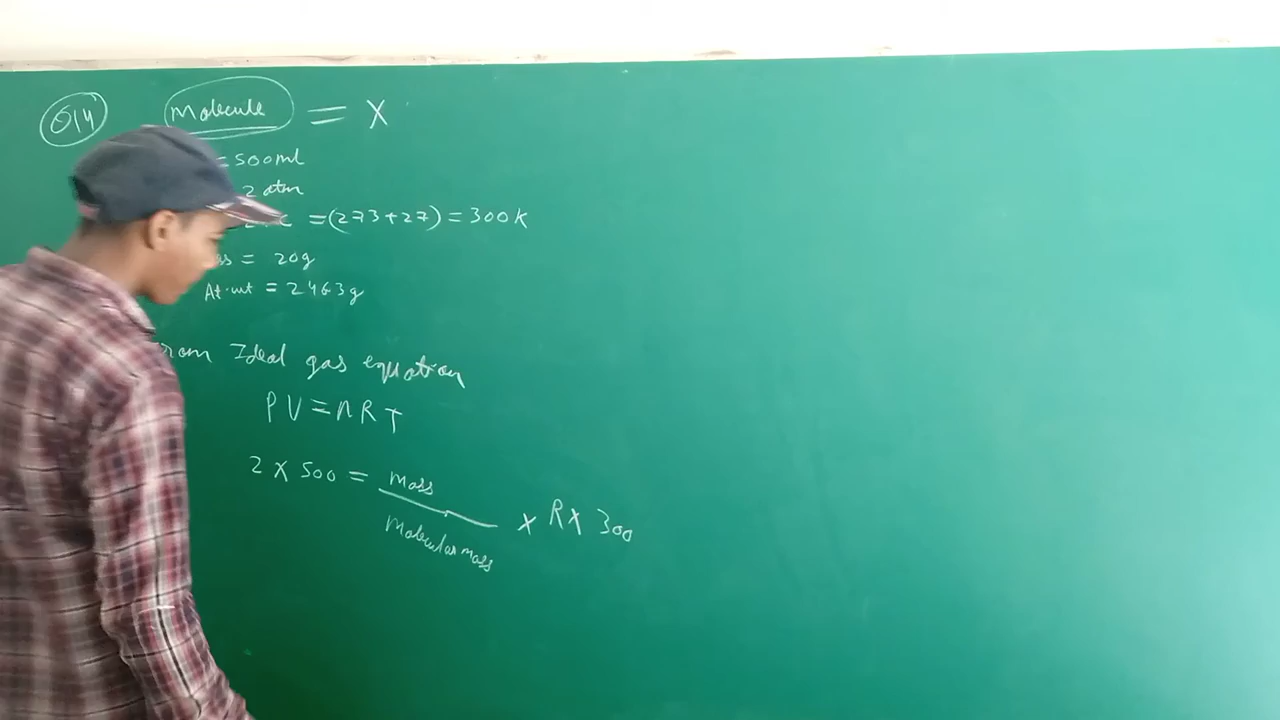 Q14 Molecule = X
= 500ml
2 atm
= (273+27) = 300k
= 20g
At.wt = 2463g
rom Ideal gas equation
PV = nRT
2 X 500 = mass / Molecular mass x R X 300